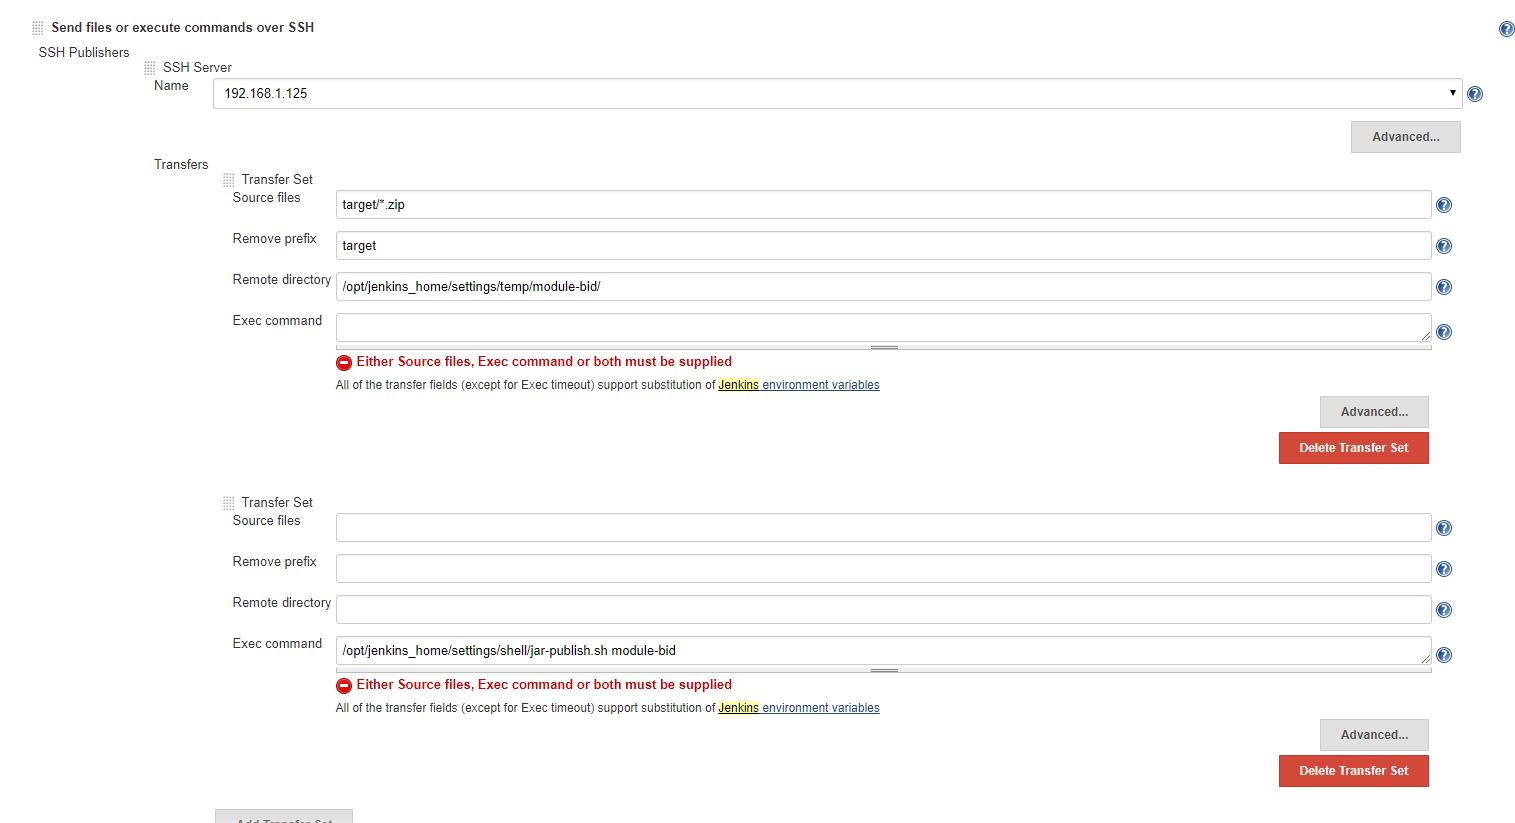 Send files or execute commands over SSH
SSH Publishers
SSH Server
Name
192.168.1.125
Advanced...
Transfers
Transfer Set
Source files
target/*.zip
Remove prefix
target
Remote directory
/opt/jenkins_home/settings/temp/module-bid/
Exec command
Either Source files, Exec command or both must be supplied
All of the transfer fields (except for Exec timeout) support substitution of Jenkins environment variables
Advanced...
Delete Transfer Set
Transfer Set
Source files
Remove prefix
Remote directory
Exec command
/opt/jenkins_home/settings/shell/jar-publish.sh module-bid
Either Source files, Exec command or both must be supplied
All of the transfer fields (except for Exec timeout) support substitution of Jenkins environment variables
Advanced...
Delete Transfer Set
Add Transfer Set